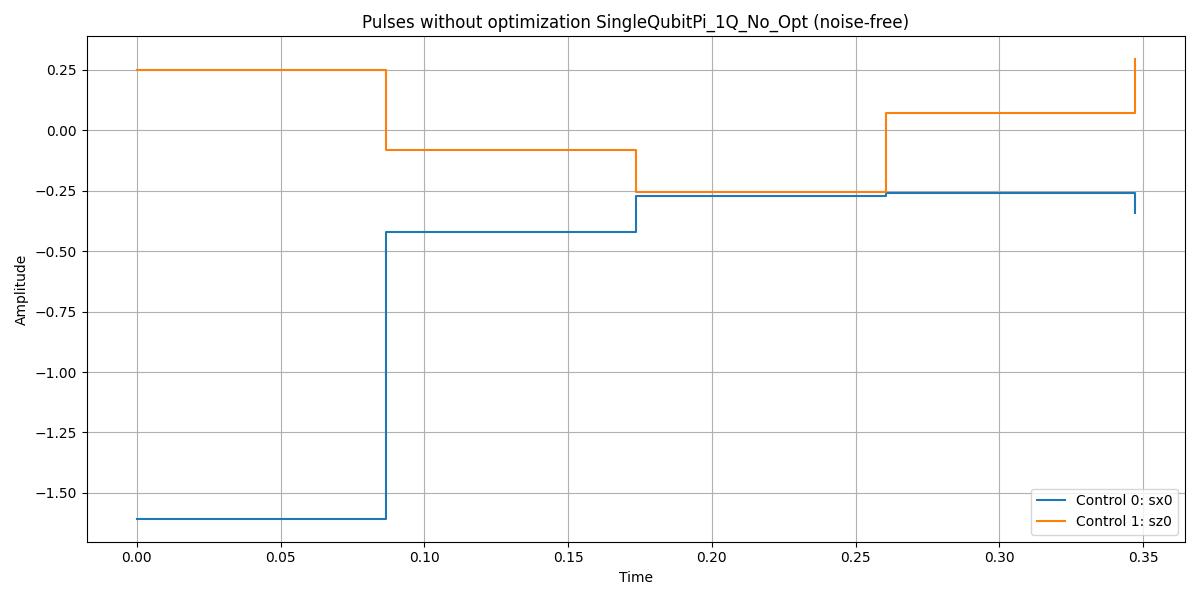 Pulses without optimization SingleQubitPi_1Q_No_Opt (noise-free)
0.25
0.00
−0.25
−0.50
−0.75
−1.00
−1.25
−1.50
Amplitude
Control 0: sx0
Control 1: sz0
0.00 0.05 0.10 0.15 0.20 0.25 0.30 0.35
Time